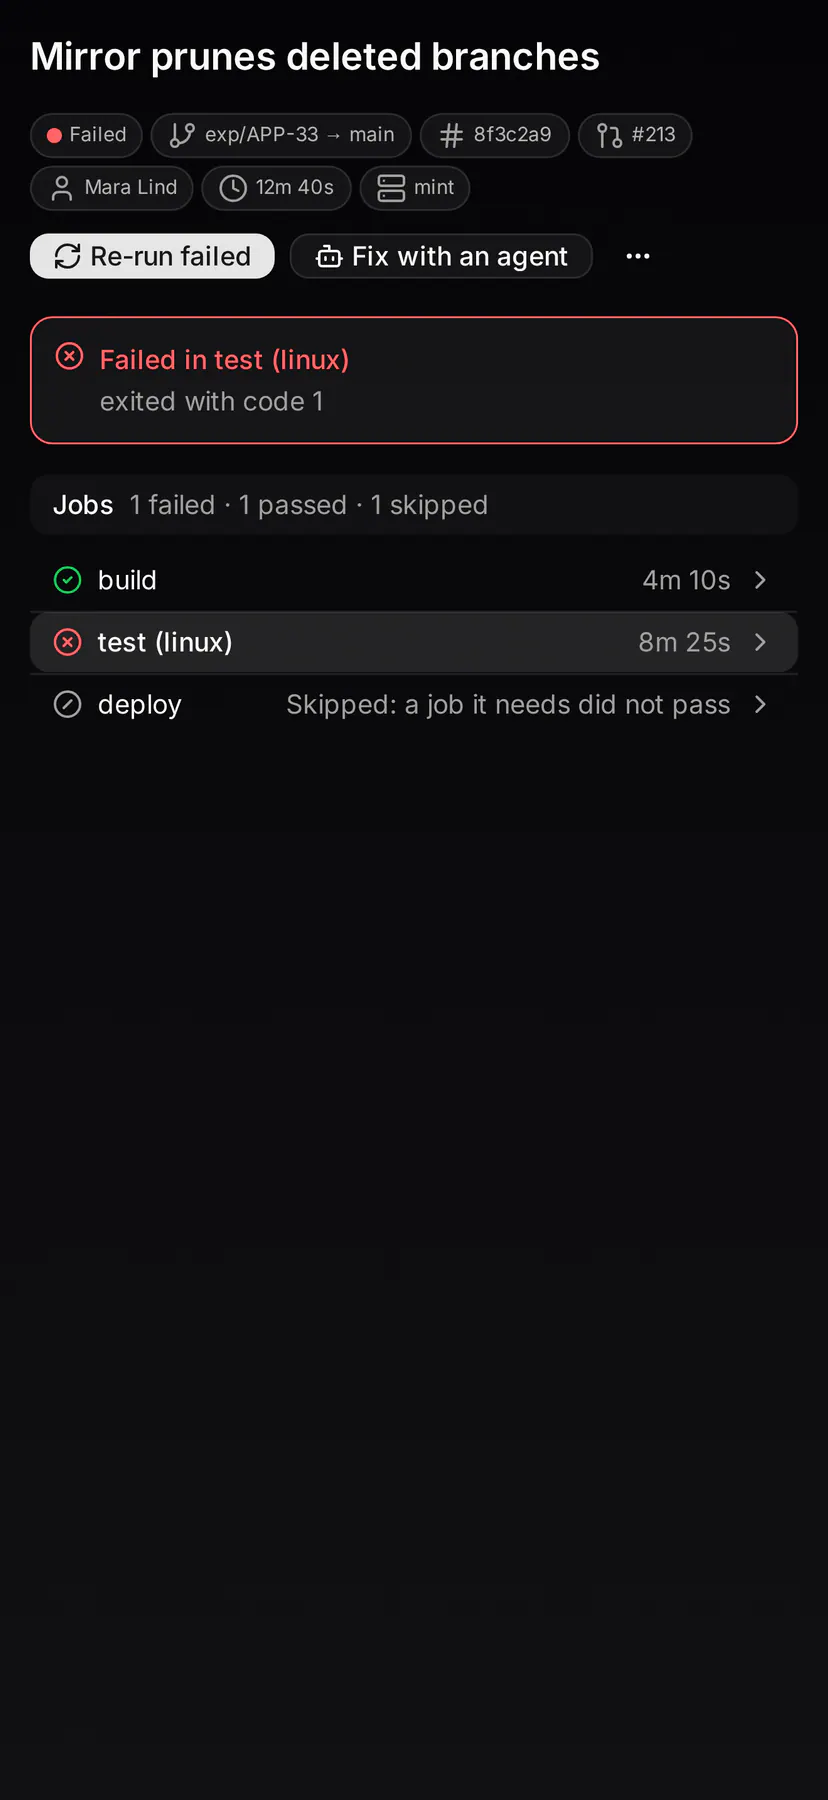 Mirror prunes deleted branches
Failed exp/APP-33 → main 8f3c2a9 #213
Mara Lind 12m 40s mint
Re-run failed Fix with an agent ···
Failed in test (linux)
exited with code 1
Jobs 1 failed · 1 passed · 1 skipped
build 4m 10s
test (linux) 8m 25s
deploy Skipped: a job it needs did not pass